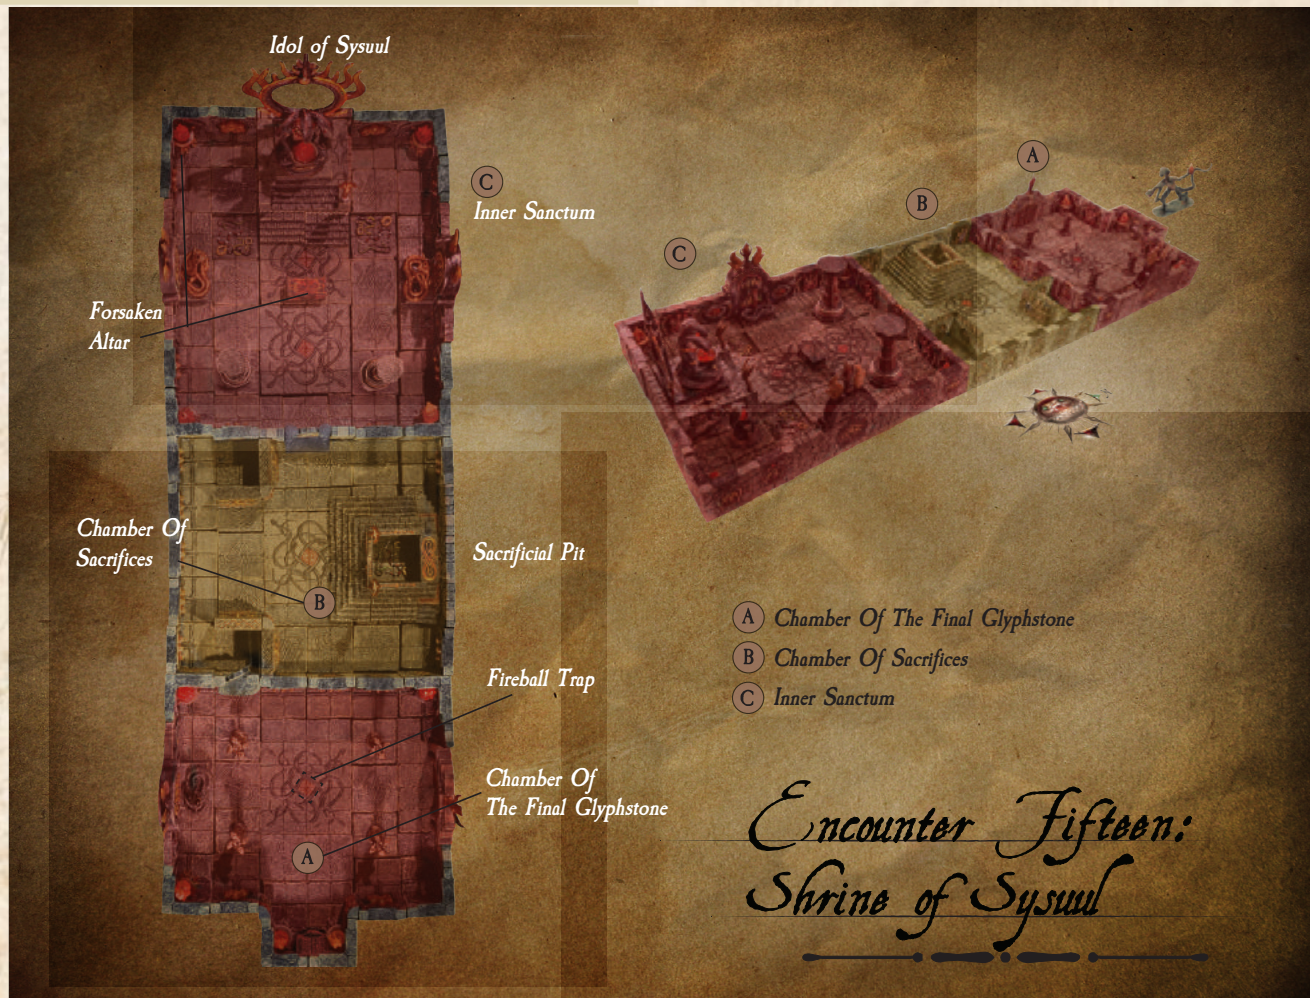 Idol of Sysuul
C
Inner Sanctum
Forsaken
Altar
Chamber Of
Sacrifices
B
Sacrificial Pit
Fireball Trap
Chamber Of
The Final Glyphstone
A
A
B
C
A Chamber Of The Final Glyphstone
B Chamber Of Sacrifices
C Inner Sanctum
Encounter Fifteen:
Shrine of Sysuul